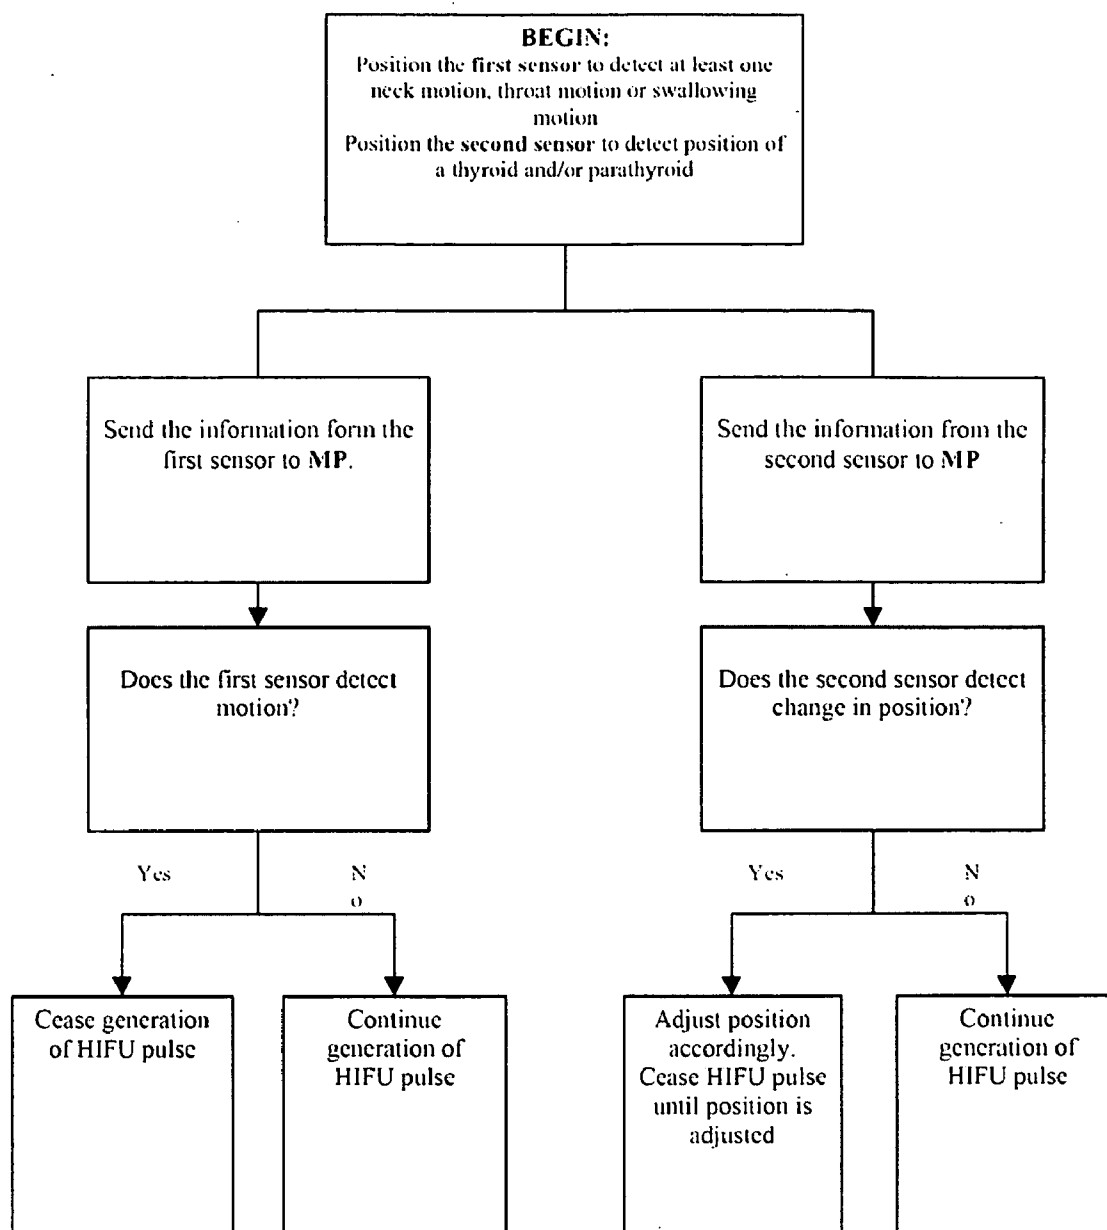 BEGIN:
Position the first sensor to detect at least one
neck motion, throat motion or swallowing
motion
Position the second sensor to detect position of
a thyroid and/or parathyroid
Send the information form the
first sensor to MP.
Send the information from the
second sensor to MP
Does the first sensor detect
motion?
Does the second sensor detect
change in position?
Yes
N
o
Yes
N
o
Cease generation
of HIFU pulse
Continue
generation of
HIFU pulse
Adjust position
accordingly.
Cease HIFU pulse
until position is
adjusted
Continue
generation of
HIFU pulse